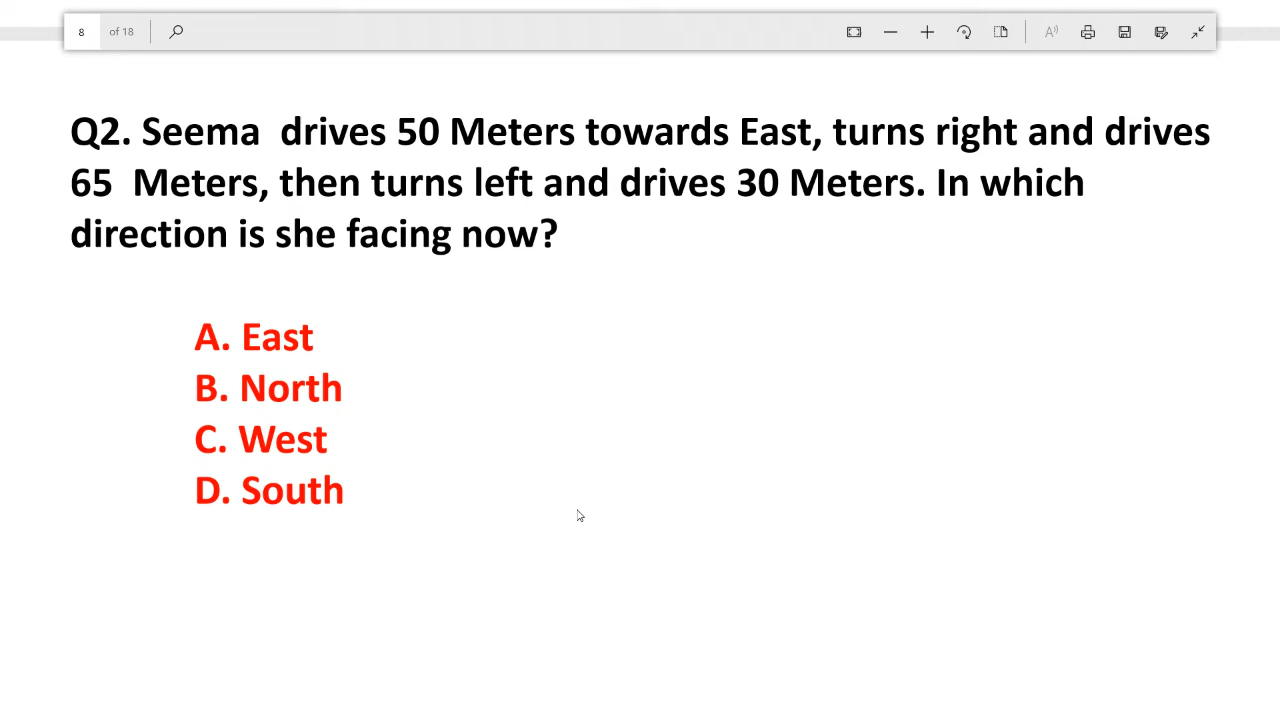 8 of 18
Q2. Seema drives 50 Meters towards East, turns right and drives
65 Meters, then turns left and drives 30 Meters. In which
direction is she facing now?
A. East
B. North
C. West
D. South